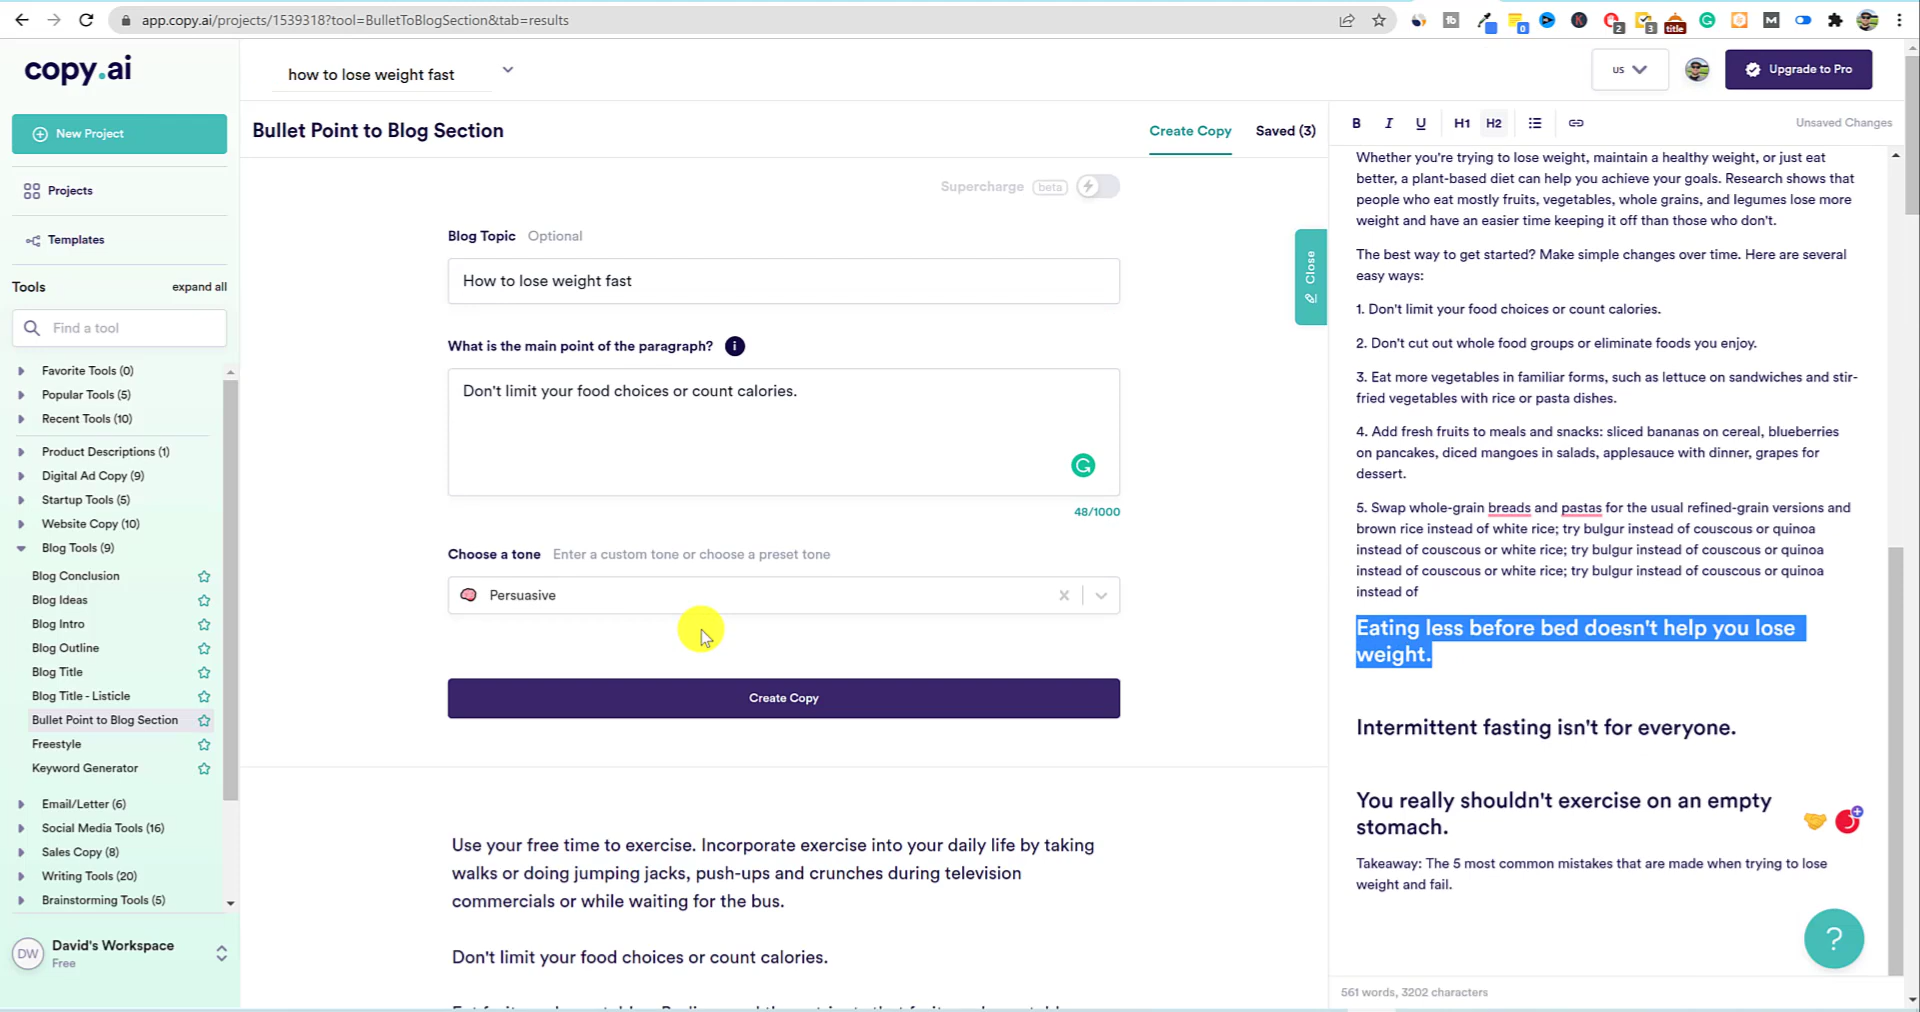 app.copy.ai/projects/1539318?tool=BulletToBlogSection&tab=results
0
2
3
title
copy.ai
how to lose weight fast
us
Upgrade to Pro
New Project
Bullet Point to Blog Section
Create Copy
Saved (3)
B I U H1 H2
Unsaved Changes
Projects
Templates
Tools
expand all
Find a tool
Favorite Tools (0)
Popular Tools (5)
Recent Tools (10)
Product Descriptions (1)
Digital Ad Copy (9)
Startup Tools (5)
Website Copy (10)
Blog Tools (9)
Blog Conclusion
Blog Ideas
Blog Intro
Blog Outline
Blog Title
Blog Title - Listicle
Bullet Point to Blog Section
Freestyle
Keyword Generator
Email/Letter (6)
Social Media Tools (16)
Sales Copy (8)
Writing Tools (20)
Brainstorming Tools (5)
DW
David's Workspace
Free
Supercharge beta
Blog Topic Optional
How to lose weight fast
What is the main point of the paragraph?
Don't limit your food choices or count calories.
48/1000
Choose a tone Enter a custom tone or choose a preset tone
Persuasive
Create Copy
Use your free time to exercise. Incorporate exercise into your daily life by taking
walks or doing jumping jacks, push-ups and crunches during television
commercials or while waiting for the bus.
Don't limit your food choices or count calories.
Close
Whether you're trying to lose weight, maintain a healthy weight, or just eat
better, a plant-based diet can help you achieve your goals. Research shows that
people who eat mostly fruits, vegetables, whole grains, and legumes lose more
weight and have an easier time keeping it off than those who don't.
The best way to get started? Make simple changes over time. Here are several
easy ways:
1. Don't limit your food choices or count calories.
2. Don't cut out whole food groups or eliminate foods you enjoy.
3. Eat more vegetables in familiar forms, such as lettuce on sandwiches and stir-
fried vegetables with rice or pasta dishes.
4. Add fresh fruits to meals and snacks: sliced bananas on cereal, blueberries
on pancakes, diced mangoes in salads, applesauce with dinner, grapes for
dessert.
5. Swap whole-grain breads and pastas for the usual refined-grain versions and
brown rice instead of white rice; try bulgur instead of couscous or quinoa
instead of couscous or white rice; try bulgur instead of couscous or quinoa
instead of couscous or white rice; try bulgur instead of couscous or quinoa
instead of
Eating less before bed doesn't help you lose
weight.
Intermittent fasting isn't for everyone.
You really shouldn't exercise on an empty
stomach.
Takeaway: The 5 most common mistakes that are made when trying to lose
weight and fail.
?
561 words, 3202 characters